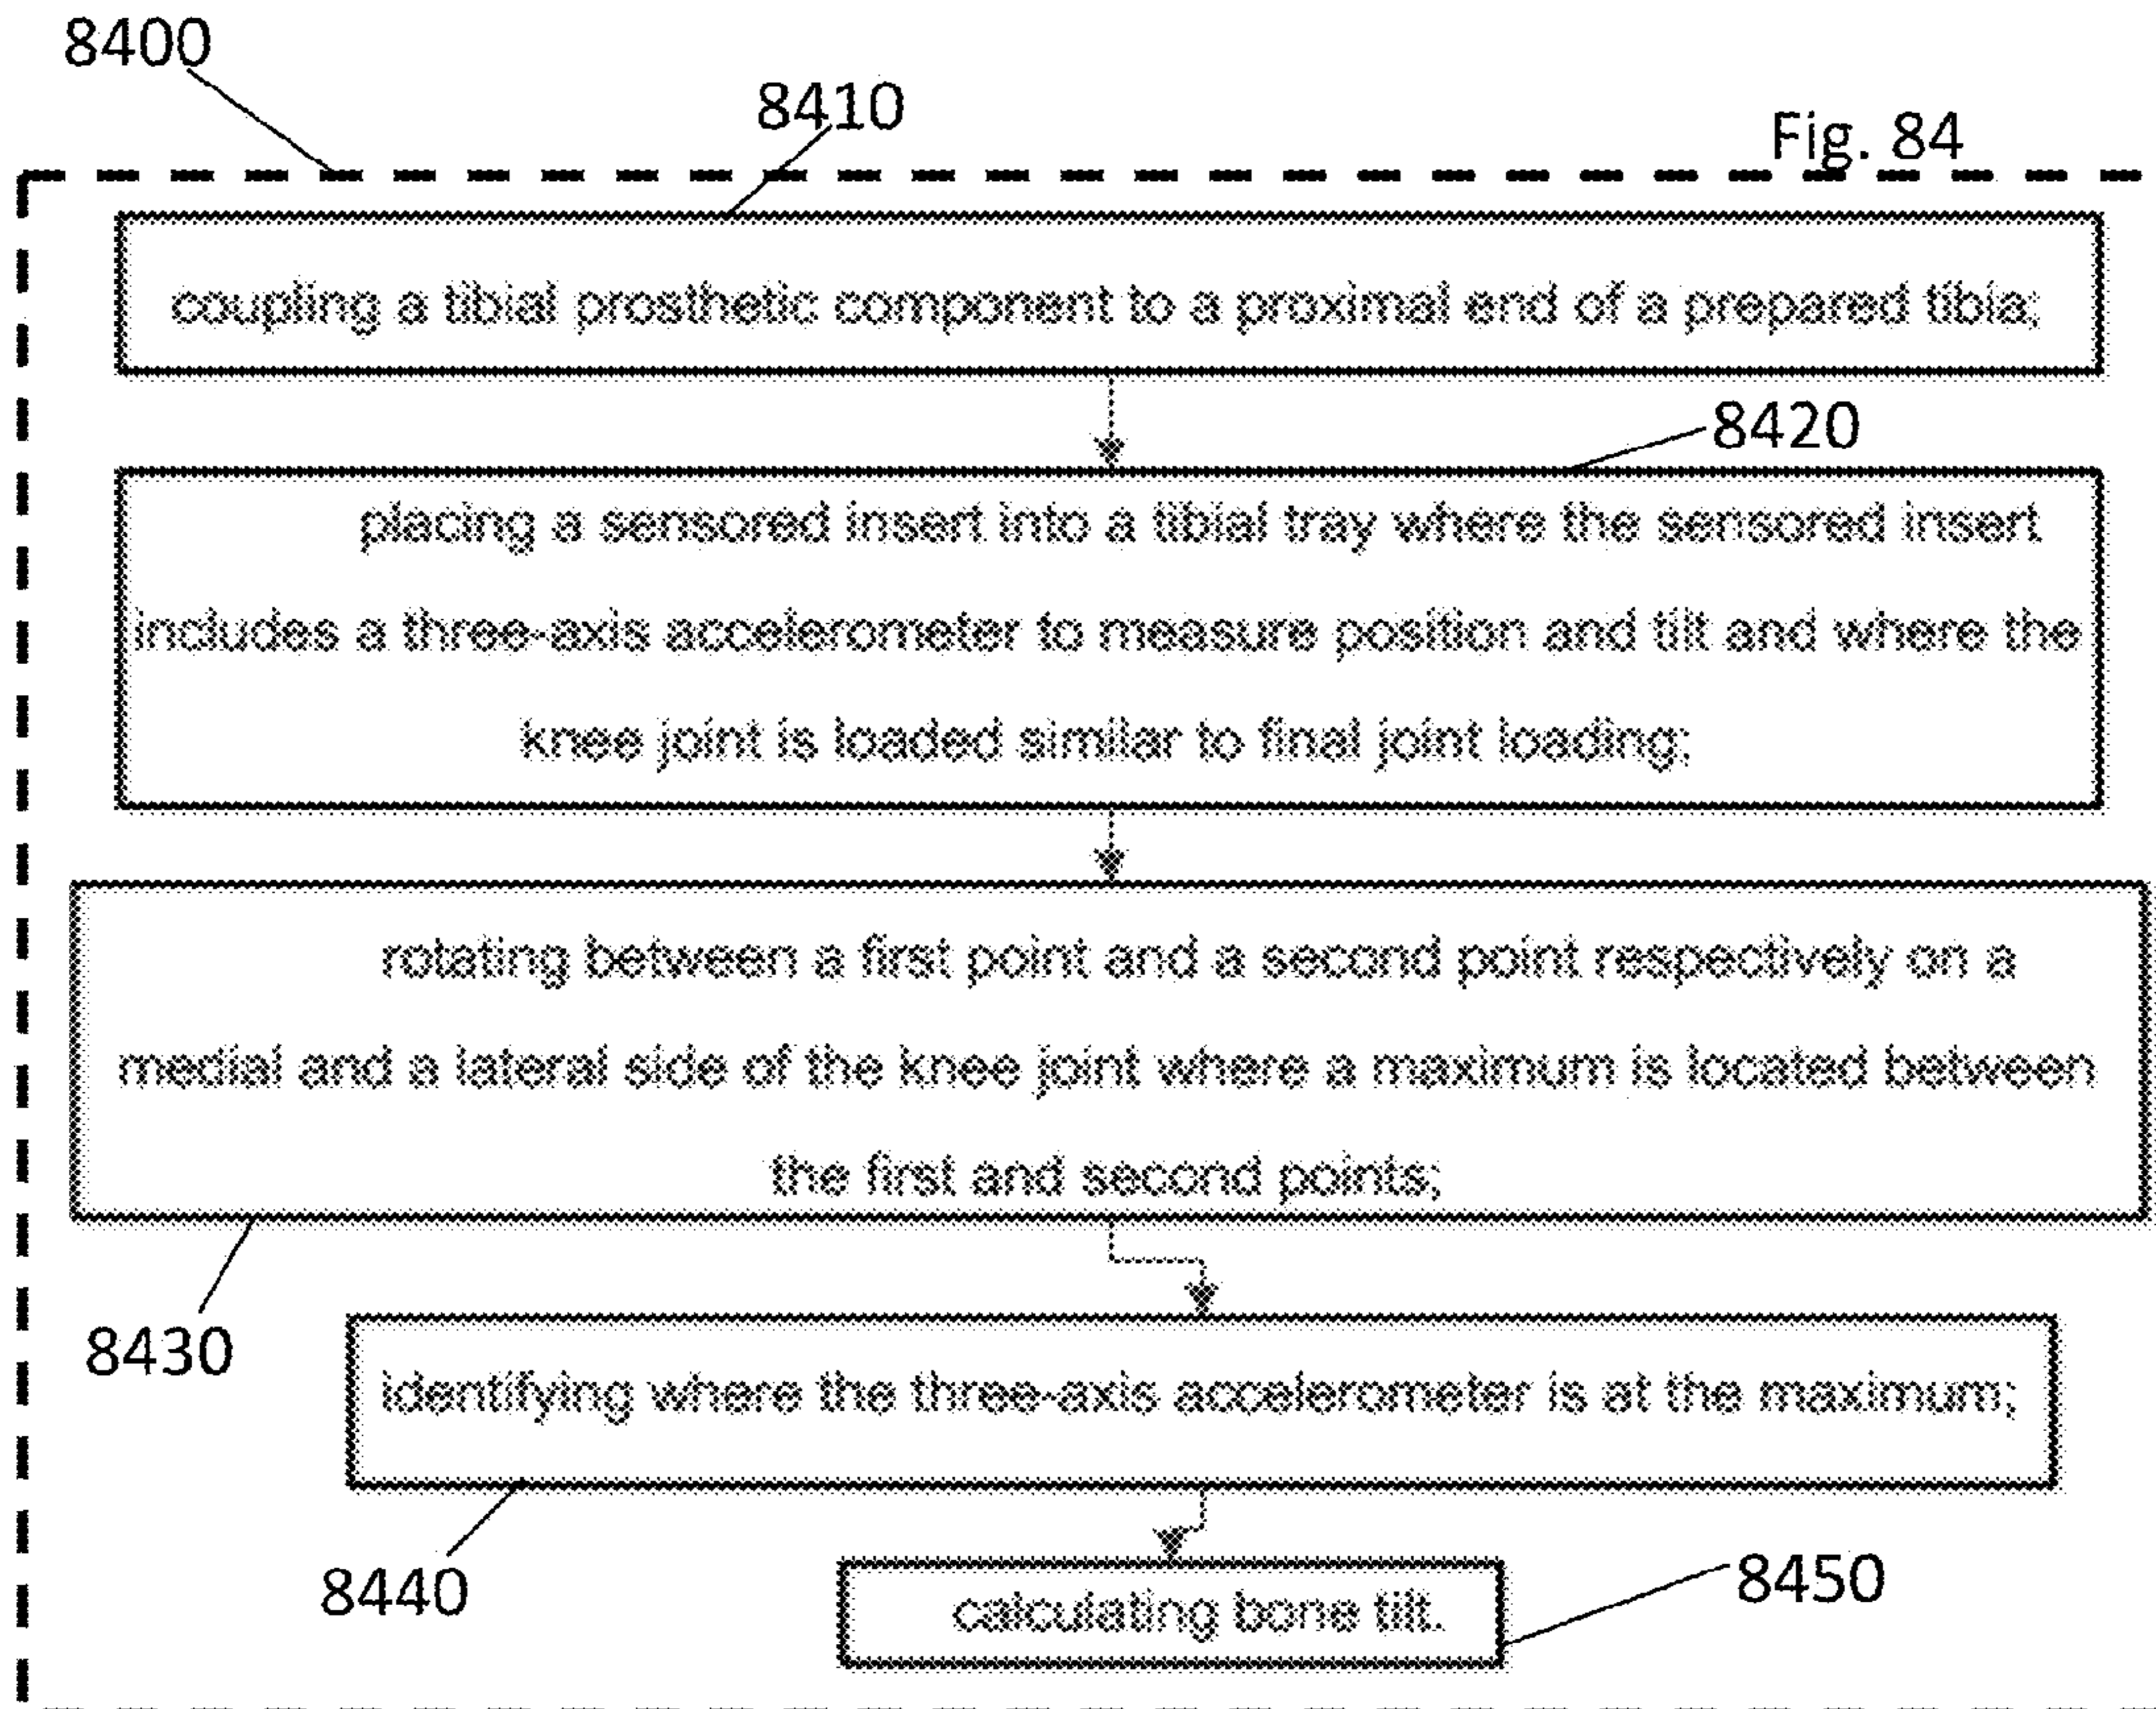 8400
8410
Fig. 84
coupling a tibial prosthetic component to a proximal end of a prepared tibia;
8420
placing a sensored insert into a tibial tray where the sensored insert
includes a three-axis accelerometer to measure position and tilt and where the
knee joint is loaded similar to final joint loading;
rotating between a first point and a second point respectively on a
medial and a lateral side of the knee joint where a maximum is located between
the first and second points;
8430
identifying where the three-axis accelerometer is at the maximum;
8440
calculating bone tilt.
8450